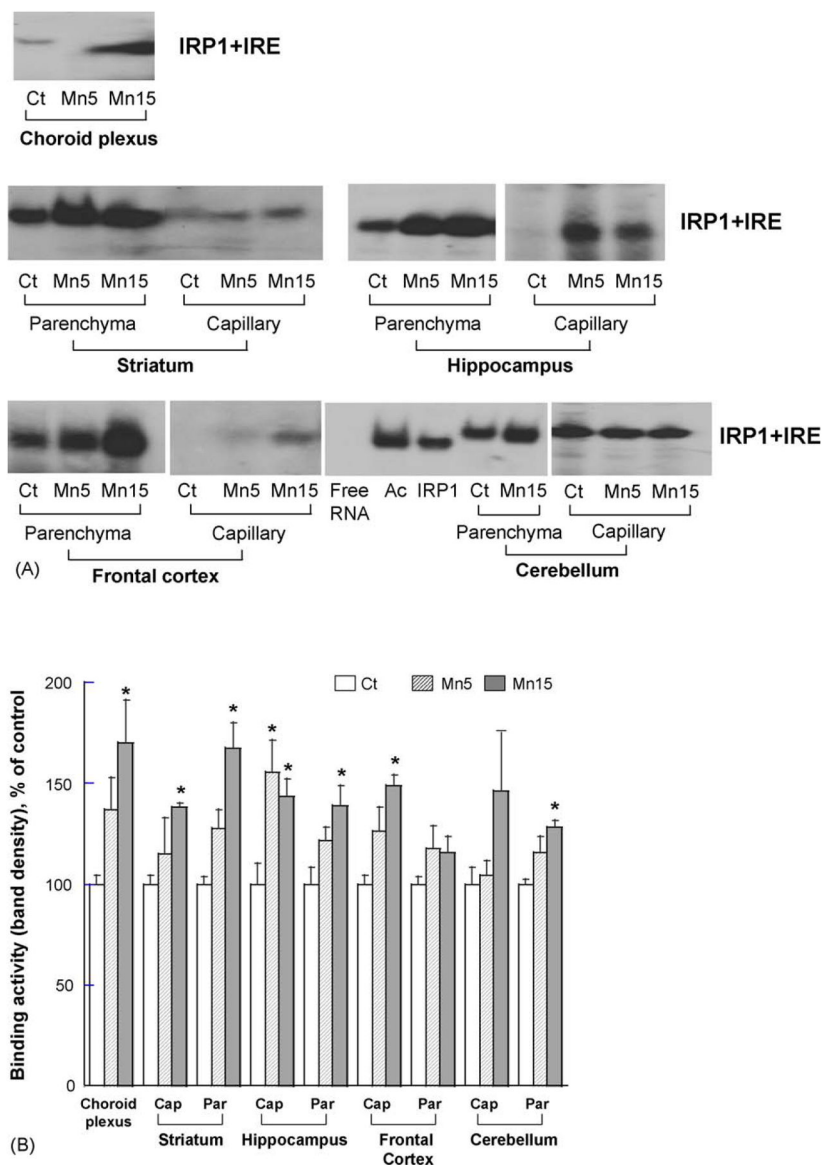 IRP1+IRE
Ct Mn5 Mn15
Choroid plexus
IRP1+IRE
Ct Mn5 Mn15 Ct Mn5 Mn15 Ct Mn5 Mn15 Ct Mn5 Mn15
Parenchyma Capillary Parenchyma Capillary
Striatum Hippocampus
IRP1+IRE
Ct Mn5 Mn15 Ct Mn5 Mn15 Free Ac IRP1 Ct Mn15 Ct Mn5 Mn15
RNA
Parenchyma Capillary Parenchyma Capillary
(A) Frontal cortex Cerebellum
Binding activity (band density), % of control
200
150
100
50
0
Ct Mn5 Mn15
* * * * * * * *
Choroid plexus
Cap Par Cap Par Cap Par Cap Par
Striatum Hippocampus Frontal Cortex Cerebellum
(B)